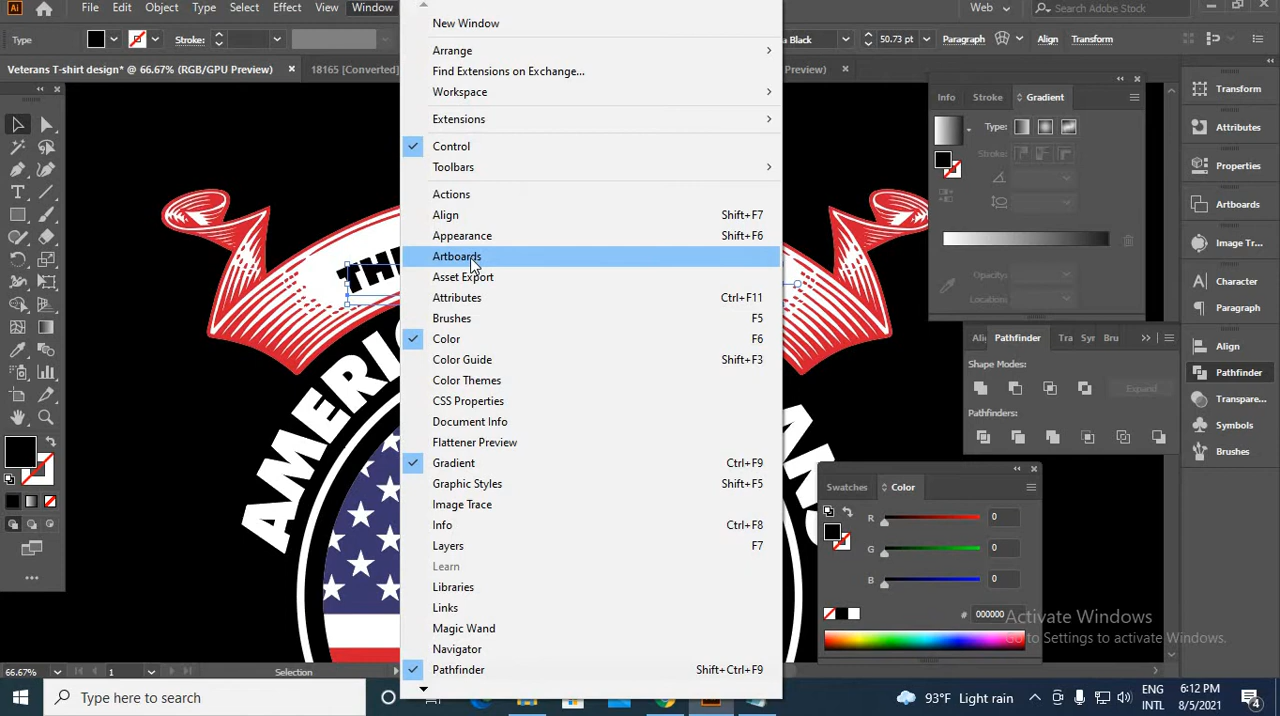 Ai File Edit Object Type Select Effect View Window Web Search Adobe Stock
Type Stroke: 50.73 pt Paragraph Align Transform
Veterans T-shirt design* @ 66.67% (RGB/GPU Preview) × 18165 [Converted] Preview) ×
New Window
Arrange
Find Extensions on Exchange...
Workspace
Extensions
Control
Toolbars
Actions
Align Shift+F7
Appearance Shift+F6
Artboards
Asset Export
Attributes Ctrl+F11
Brushes F5
Color F6
Color Guide Shift+F3
Color Themes
CSS Properties
Document Info
Flattener Preview
Gradient Ctrl+F9
Graphic Styles Shift+F5
Image Trace
Info Ctrl+F8
Layers F7
Learn
Libraries
Links
Magic Wand
Navigator
Pathfinder Shift+Ctrl+F9
TH
AMERIC
Info Stroke Gradient
Type:
Stroke:
Opacity:
Location:
Pathfinder Tra Syr Bru
Shape Modes:
Expand
Pathfinders:
Swatches Color
R 0
G 0
B 0
# 000000
Transform
Attributes
Properties
Artboards
Image Tr...
Character
Paragraph
Align
Pathfinder
Transpare...
Symbols
Brushes
Activate Windows
Go to Settings to activate Windows.
66.67% 1 Selection
Type here to search
93°F Light rain
ENG
INTL
6:12 PM
8/5/2021
4